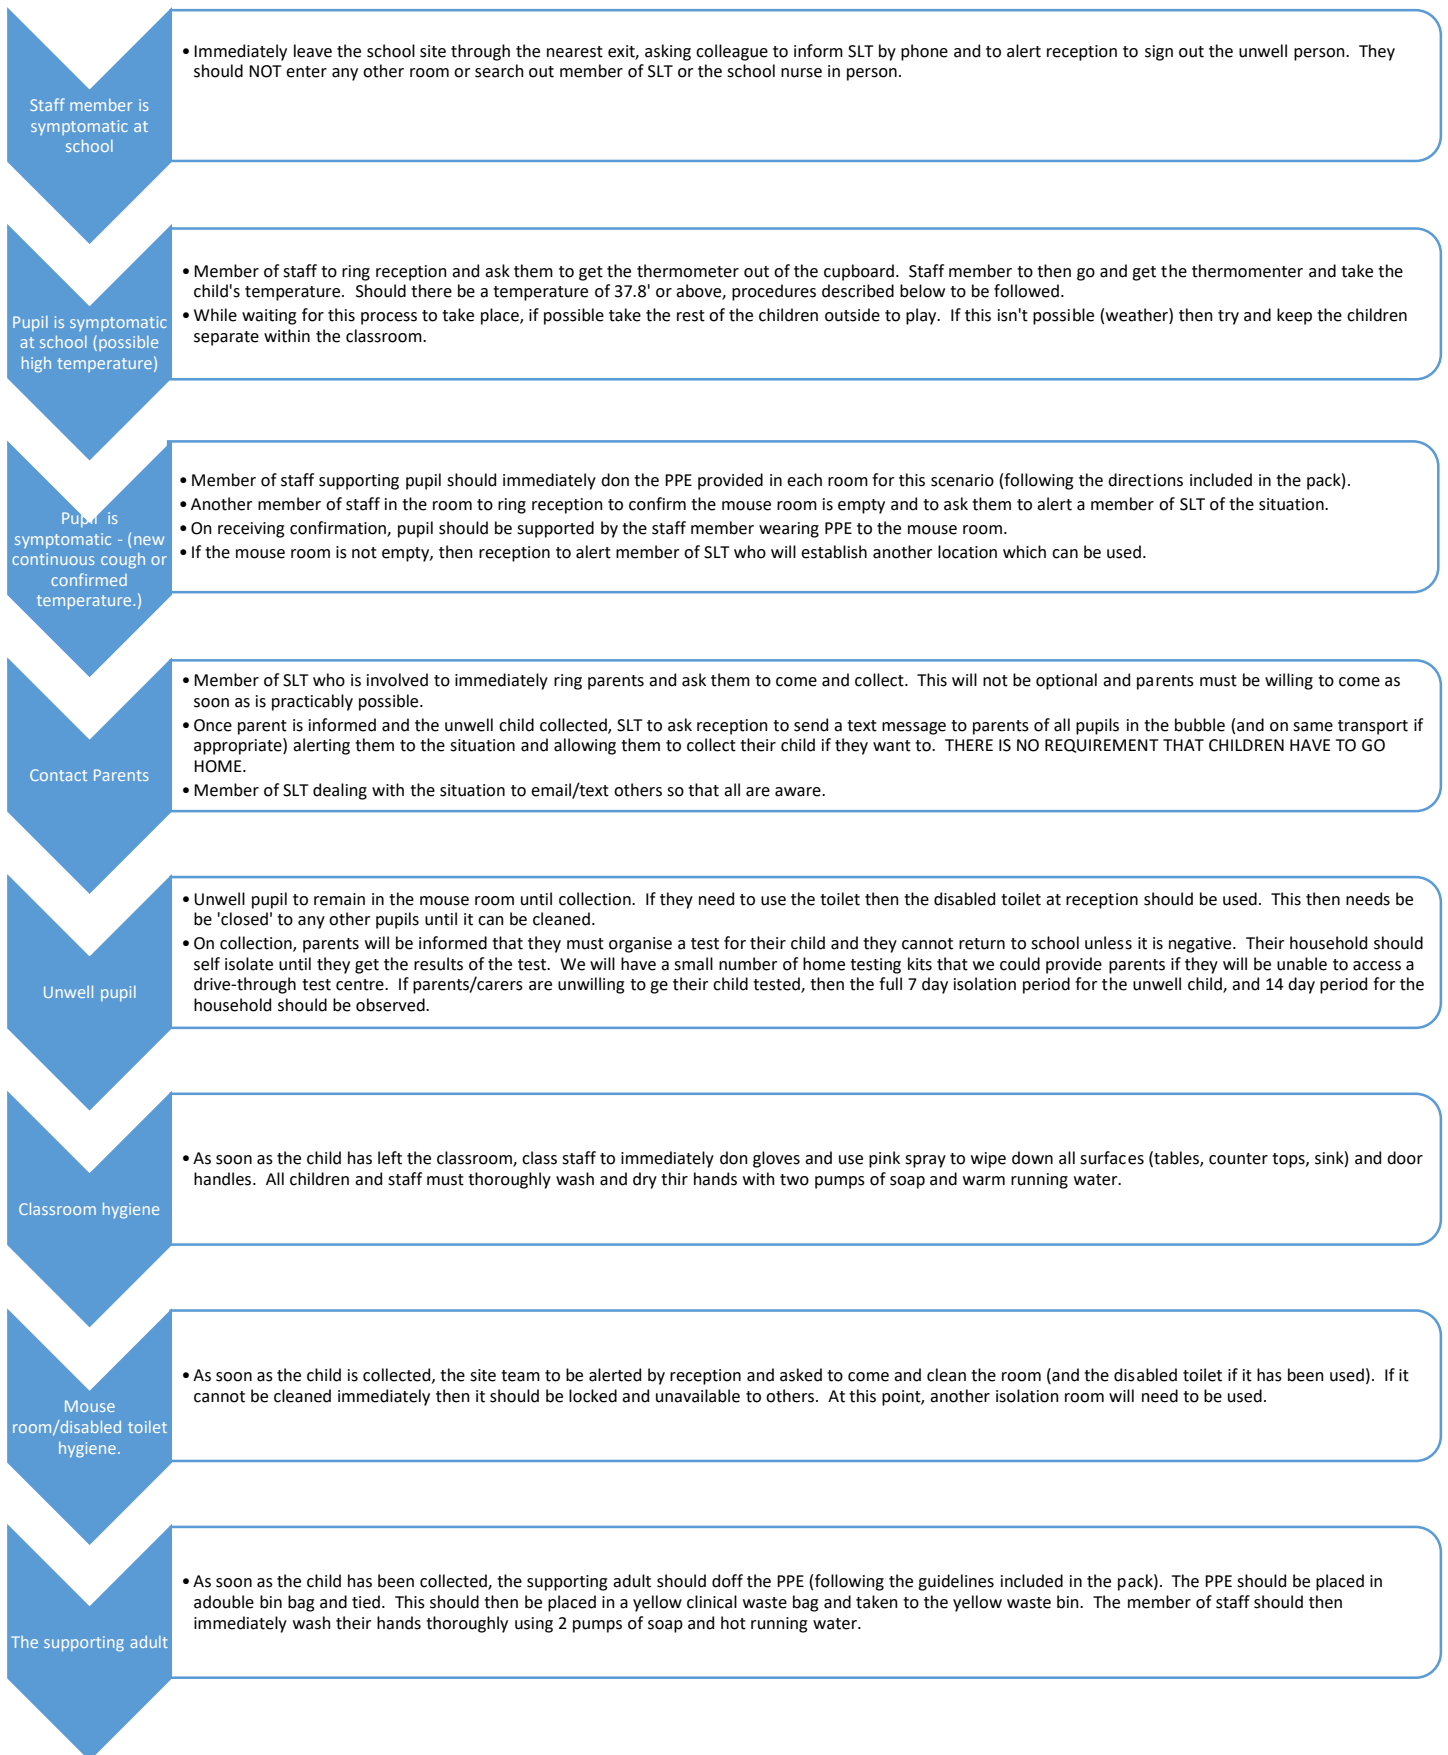 Staff member is
symptomatic at
school
• Immediately leave the school site through the nearest exit, asking colleague to inform SLT by phone and to alert reception to sign out the unwell person.  They
should NOT enter any other room or search out member of SLT or the school nurse in person.
Pupil is symptomatic
at school (possible
high temperature)
• Member of staff to ring reception and ask them to get the thermometer out of the cupboard.  Staff member to then go and get the thermomenter and take the
child's temperature.  Should there be a temperature of 37.8' or above, procedures described below to be followed.
• While waiting for this process to take place, if possible take the rest of the children outside to play.  If this isn't possible (weather) then try and keep the children
separate within the classroom.
Pupil  is
symptomatic - (new
continuous cough or
confirmed
temperature.)
• Member of staff supporting pupil should immediately don the PPE provided in each room for this scenario (following the directions included in the pack).
• Another member of staff in the room to ring reception to confirm the mouse room is empty and to ask them to alert a member of SLT of the situation.
• On receiving confirmation, pupil should be supported by the staff member wearing PPE to the mouse room.
• If the mouse room is not empty, then reception to alert member of SLT who will establish another location which can be used.
Contact Parents
• Member of SLT who is involved to immediately ring parents and ask them to come and collect.  This will not be optional and parents must be willing to come as
soon as is practicably possible.
• Once parent is informed and the unwell child collected, SLT to ask reception to send a text message to parents of all pupils in the bubble (and on same transport if
appropriate) alerting them to the situation and allowing them to collect their child if they want to.  THERE IS NO REQUIREMENT THAT CHILDREN HAVE TO GO
HOME.
• Member of SLT dealing with the situation to email/text others so that all are aware.
Unwell pupil
• Unwell pupil to remain in the mouse room until collection.  If they need to use the toilet then the disabled toilet at reception should be used.  This then needs be
be 'closed' to any other pupils until it can be cleaned.
• On collection, parents will be informed that they must organise a test for their child and they cannot return to school unless it is negative.  Their household should
self isolate until they get the results of the test.  We will have a small number of home testing kits that we could provide parents if they will be unable to access a
drive-through test centre.  If parents/carers are unwilling to ge their child tested, then the full 7 day isolation period for the unwell child, and 14 day period for the
household should be observed.
Classroom hygiene
• As soon as the child has left the classroom, class staff to immediately don gloves and use pink spray to wipe down all surfaces (tables, counter tops, sink) and door
handles.  All children and staff must thoroughly wash and dry thir hands with two pumps of soap and warm running water.
Mouse
room/disabled toilet
hygiene.
• As soon as the child is collected, the site team to be alerted by reception and asked to come and clean the room (and the disabled toilet if it has been used).  If it
cannot be cleaned immediately then it should be locked and unavailable to others.  At this point, another isolation room will need to be used.
The supporting adult
• As soon as the child has been collected, the supporting adult should doff the PPE (following the guidelines included in the pack).  The PPE should be placed in
adouble bin bag and tied.  This should then be placed in a yellow clinical waste bag and taken to the yellow waste bin.  The member of staff should then
immediately wash their hands thoroughly using 2 pumps of soap and hot running water.